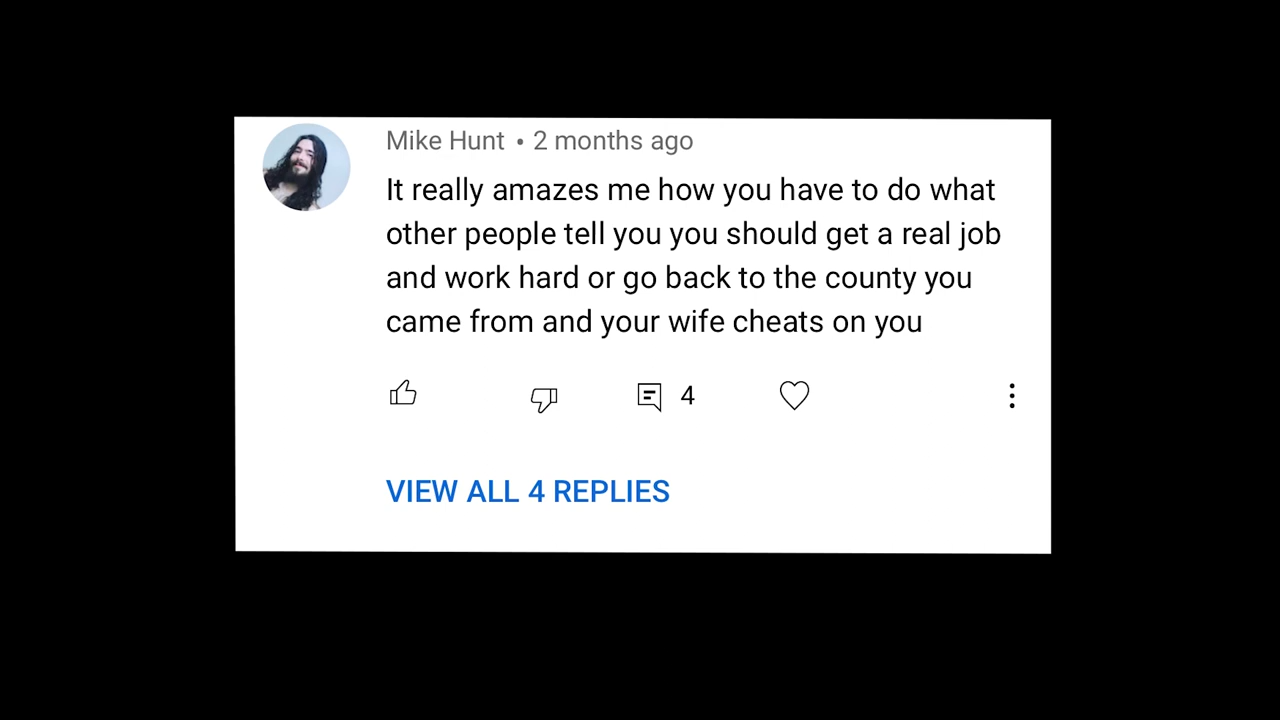 Mike Hunt • 2 months ago
It really amazes me how you have to do what
other people tell you you should get a real job
and work hard or go back to the county you
came from and your wife cheats on you
4
VIEW ALL 4 REPLIES